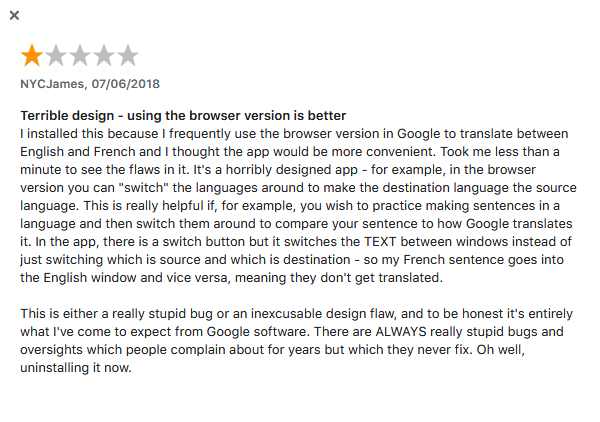 NYCJames, 07/06/2018
Terrible design - using the browser version is better
I installed this because I frequently use the browser version in Google to translate between
English and French and I thought the app would be more convenient. Took me less than a
minute to see the flaws in it. It's a horribly designed app - for example, in the browser
version you can "switch" the languages around to make the destination language the source
language. This is really helpful if, for example, you wish to practice making sentences in a
language and then switch them around to compare your sentence to how Google translates
it. In the app, there is a switch button but it switches the TEXT between windows instead of
just switching which is source and which is destination - so my French sentence goes into
the English window and vice versa, meaning they don't get translated.
This is either a really stupid bug or an inexcusable design flaw, and to be honest it's entirely
what I've come to expect from Google software. There are ALWAYS really stupid bugs and
oversights which people complain about for years but which they never fix. Oh well,
uninstalling it now.